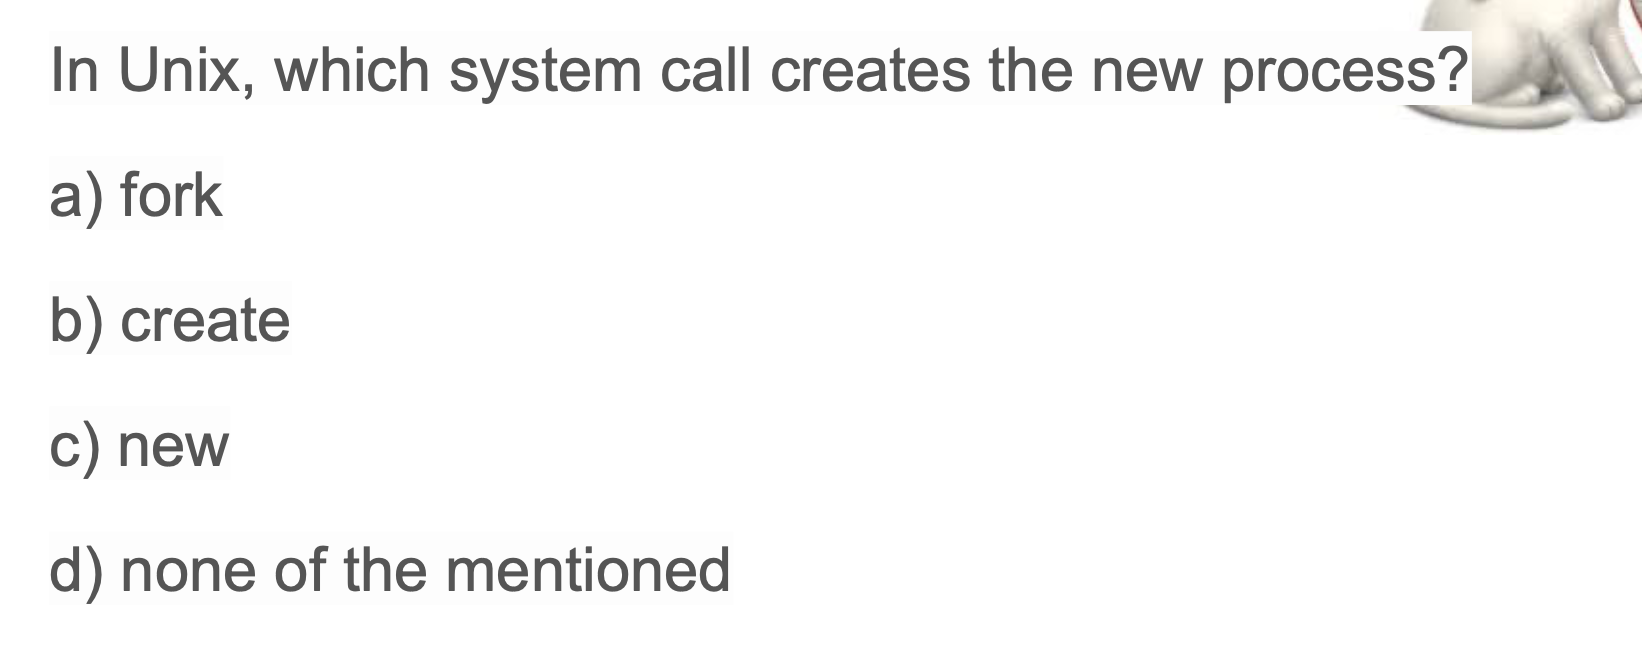 In Unix, which system call creates the new process?
a) fork
b) create
c) new
d) none of the mentioned